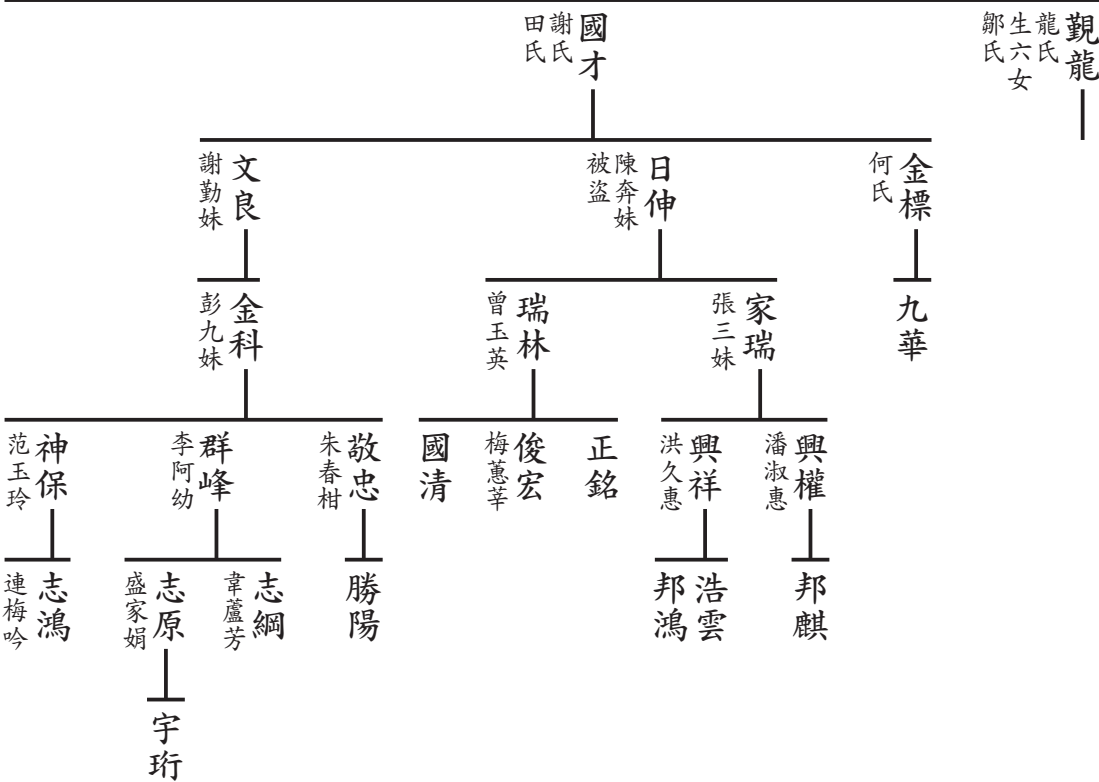 覲龍
龍氏
生六女
鄒氏
國才
謝氏
田氏
金標
何氏
日伸
陳奔妹
被盜
文良
謝勤妹
九華
家瑞
張三妹
瑞林
曾玉英
金科
彭九妹
興權
潘淑惠
興祥
洪久惠
正銘
俊宏
梅蕙莘
國清
敬忠
朱春柑
群峰
李阿幼
神保
范玉玲
邦麒
浩雲
邦鴻
勝陽
志綱
韋蘆芳
志原
盛家娟
志鴻
連梅吟
宇珩